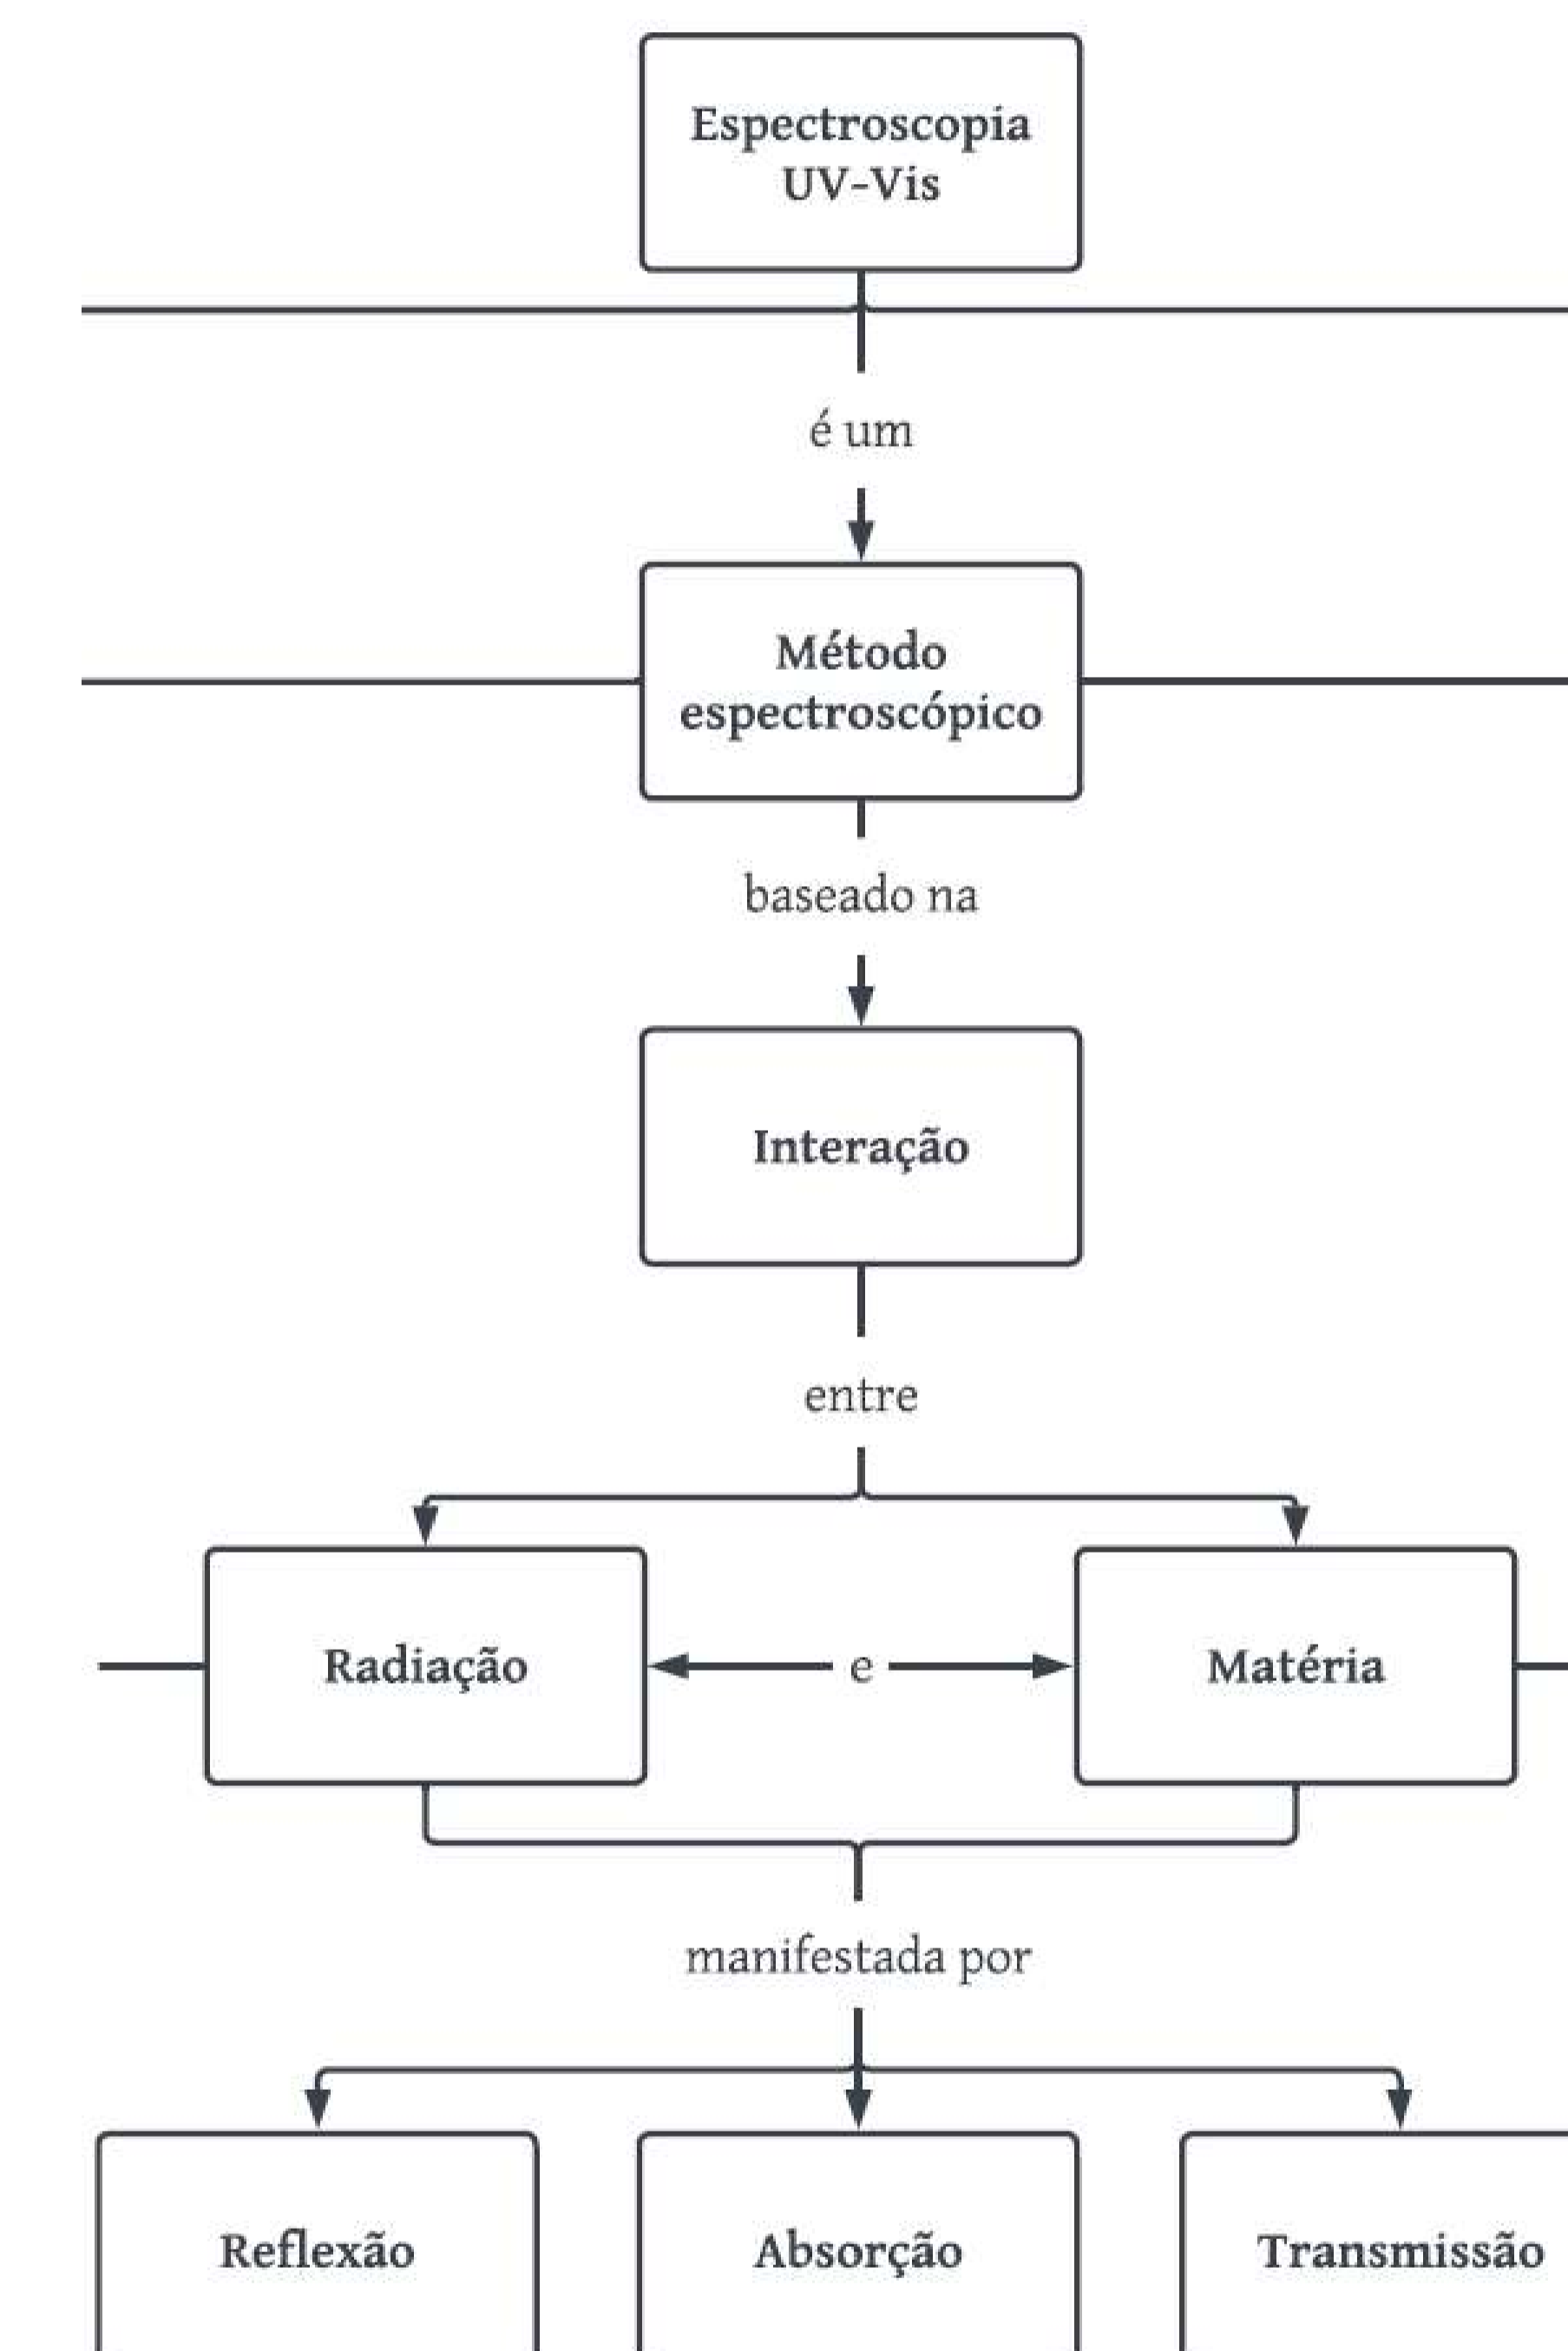 Espectroscopia
UV-Vis
é um
Método
espectroscópico
baseado na
Interação
entre
Radiação
e
Matéria
manifestada por
Reflexão
Absorção
Transmissão